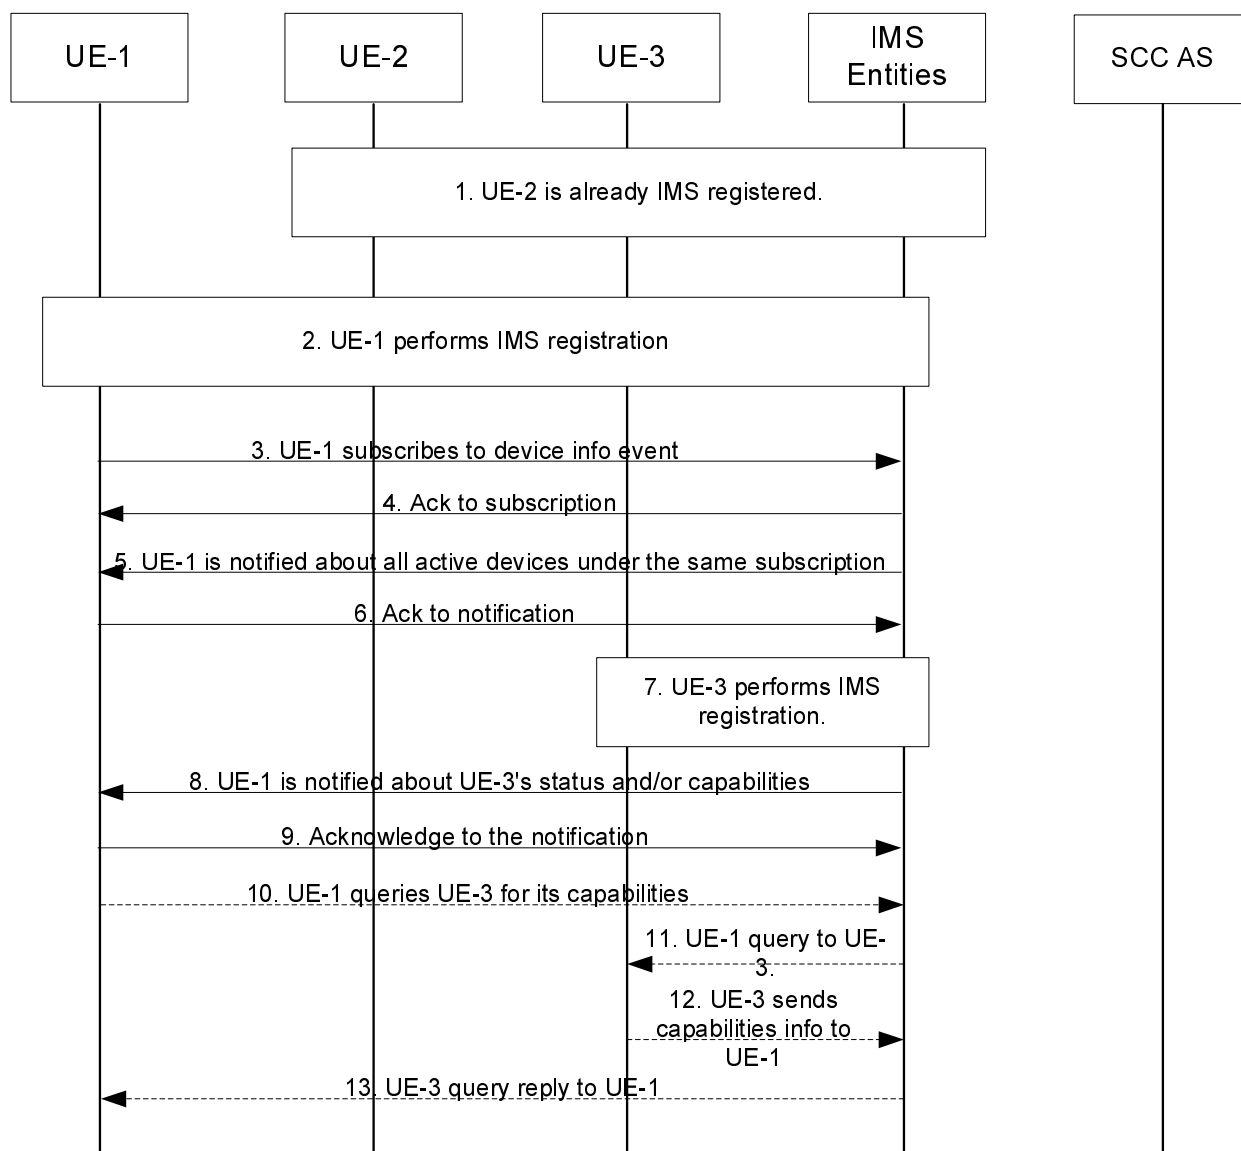 UE-1
UE-2
UE-3
IMS
Entities
SCC AS
1. UE-2 is already IMS registered.
2. UE-1 performs IMS registration
3. UE-1 subscribes to device info event
4. Ack to subscription
5. UE-1 is notified about all active devices under the same subscription
6. Ack to notification
7. UE-3 performs IMS
registration.
8. UE-1 is notified about UE-3's status and/or capabilities
9. Acknowledge to the notification
10. UE-1 queries UE-3 for its capabilities
11. UE-1 query to UE-
3.
12. UE-3 sends
capabilities info to
UE-1
13. UE-3 query reply to UE-1